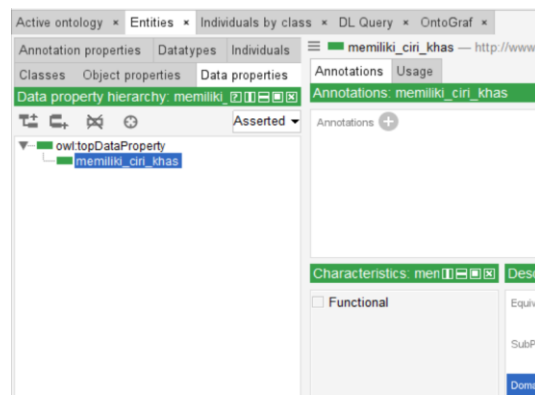 Active ontology × Entities × Individuals by class × DL Query × OntoGraf ×
Annotation properties Datatypes Individuals
Classes Object properties Data properties
Data property hierarchy: memiliki_
Asserted
owl:topDataProperty
memiliki_ciri_khas
memiliki_ciri_khas — http://www
Annotations Usage
Annotations: memiliki_ciri_khas
Annotations
Characteristics: mem
Functional
Desc
Equiv
SubP
Doma